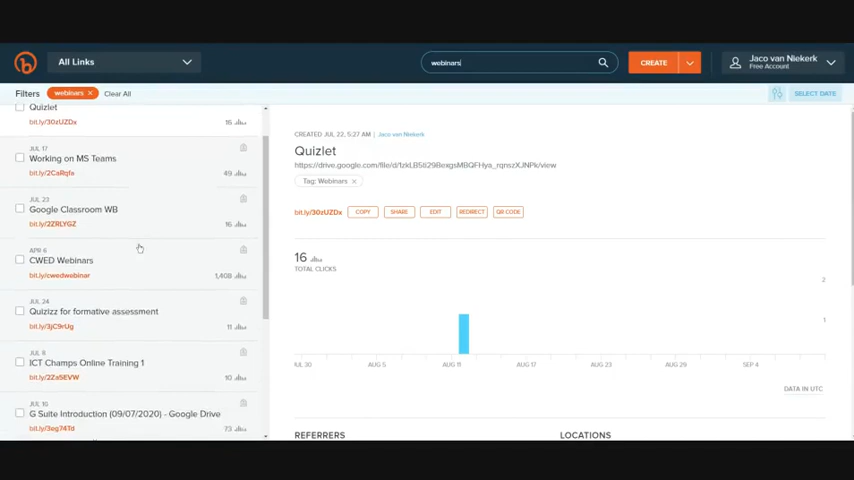 All Links
webinars
CREATE
Jaco van Niekerk
Free Account
Filters
webinars ×
Clear All
SELECT DATE
Quizlet
bit.ly/30zUZDx
16
JUL 17
Working on MS Teams
bit.ly/2CaRqfa
49
JUL 23
Google Classroom WB
bit.ly/2ZRLYGZ
16
APR 6
CWED Webinars
bit.ly/cwedwebinar
1,408
JUL 24
Quizizz for formative assessment
bit.ly/3jC9rUg
11
JUL 8
ICT Champs Online Training 1
bit.ly/2Za5EVW
10
JUL 10
G Suite Introduction (09/07/2020) - Google Drive
bit.ly/3eg74Td
73
CREATED JUL 22, 5:27 AM | Jaco van Niekerk
Quizlet
Tag: Webinars ×
bit.ly/30zUZDx
COPY
SHARE
EDIT
REDIRECT
QR CODE
16
TOTAL CLICKS
2
1
JUL 30
AUG 5
AUG 11
AUG 17
AUG 23
AUG 29
SEP 4
DATA IN UTC
REFERRERS
LOCATIONS